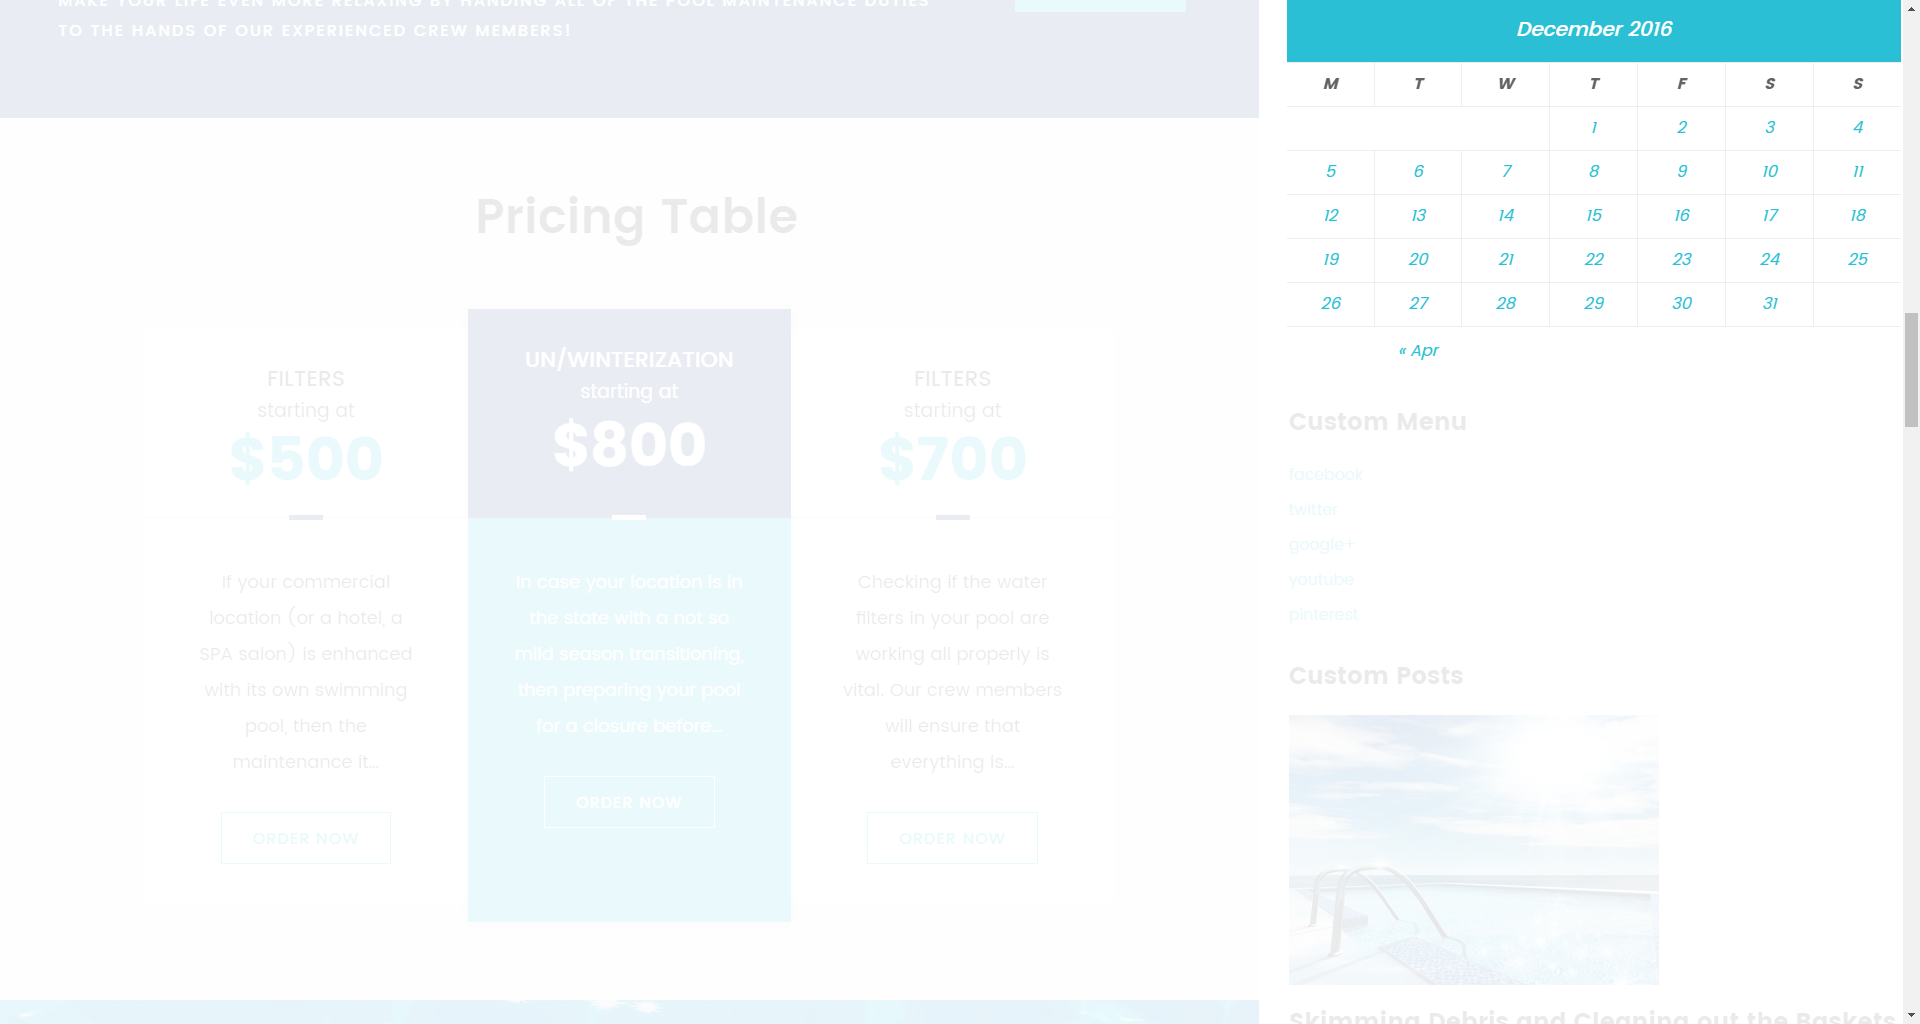 MAKE YOUR LIFE EVEN MORE RELAXING BY HANDING ALL OF THE POOL MAINTENANCE DUTIES
TO THE HANDS OF OUR EXPERIENCED CREW MEMBERS!
Pricing Table
FILTERS
starting at
$500
If your commercial
location (or a hotel, a
SPA salon) is enhanced
with its own swimming
pool, then the
maintenance it...
ORDER NOW
UN/WINTERIZATION
starting at
$800
In case your location is in
the state with a not so
mild season transitioning,
then preparing your pool
for a closure before...
ORDER NOW
FILTERS
starting at
$700
Checking if the water
filters in your pool are
working all properly is
vital. Our crew members
will ensure that
everything is...
ORDER NOW
December 2016
M T W T F S S
1 2 3 4
5 6 7 8 9 10 11
12 13 14 15 16 17 18
19 20 21 22 23 24 25
26 27 28 29 30 31
« Apr
Custom Menu
facebook
twitter
google+
youtube
pinterest
Custom Posts
Skimming Debris and Cleaning out the Baskets